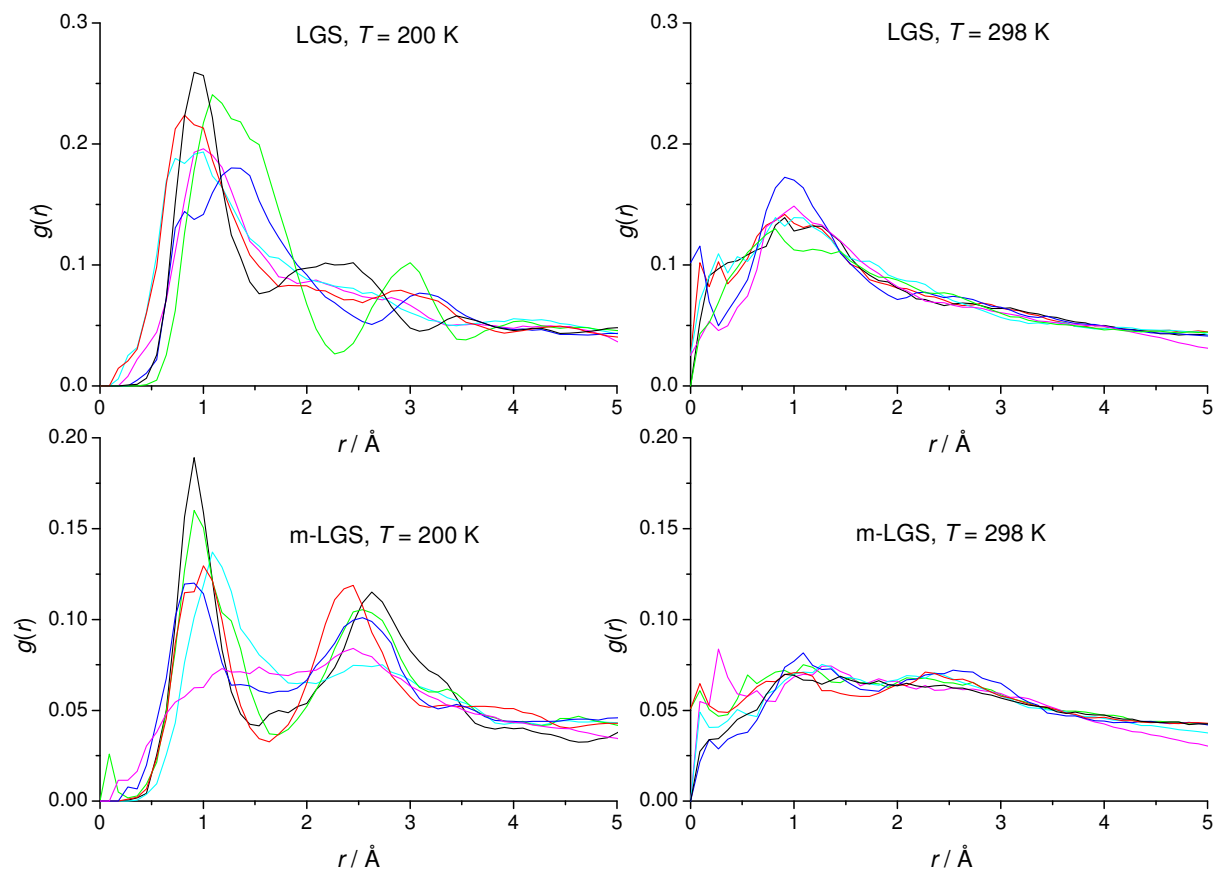 LGS, T = 200 K
g(r)
0.3
0.2
0.1
0.0
0 1 2 3 4 5
r / Å
LGS, T = 298 K
g(r)
0.3
0.2
0.1
0.0
0 1 2 3 4 5
r / Å
m-LGS, T = 200 K
g(r)
0.20
0.15
0.10
0.05
0.00
0 1 2 3 4 5
r / Å
m-LGS, T = 298 K
g(r)
0.20
0.15
0.10
0.05
0.00
0 1 2 3 4 5
r / Å